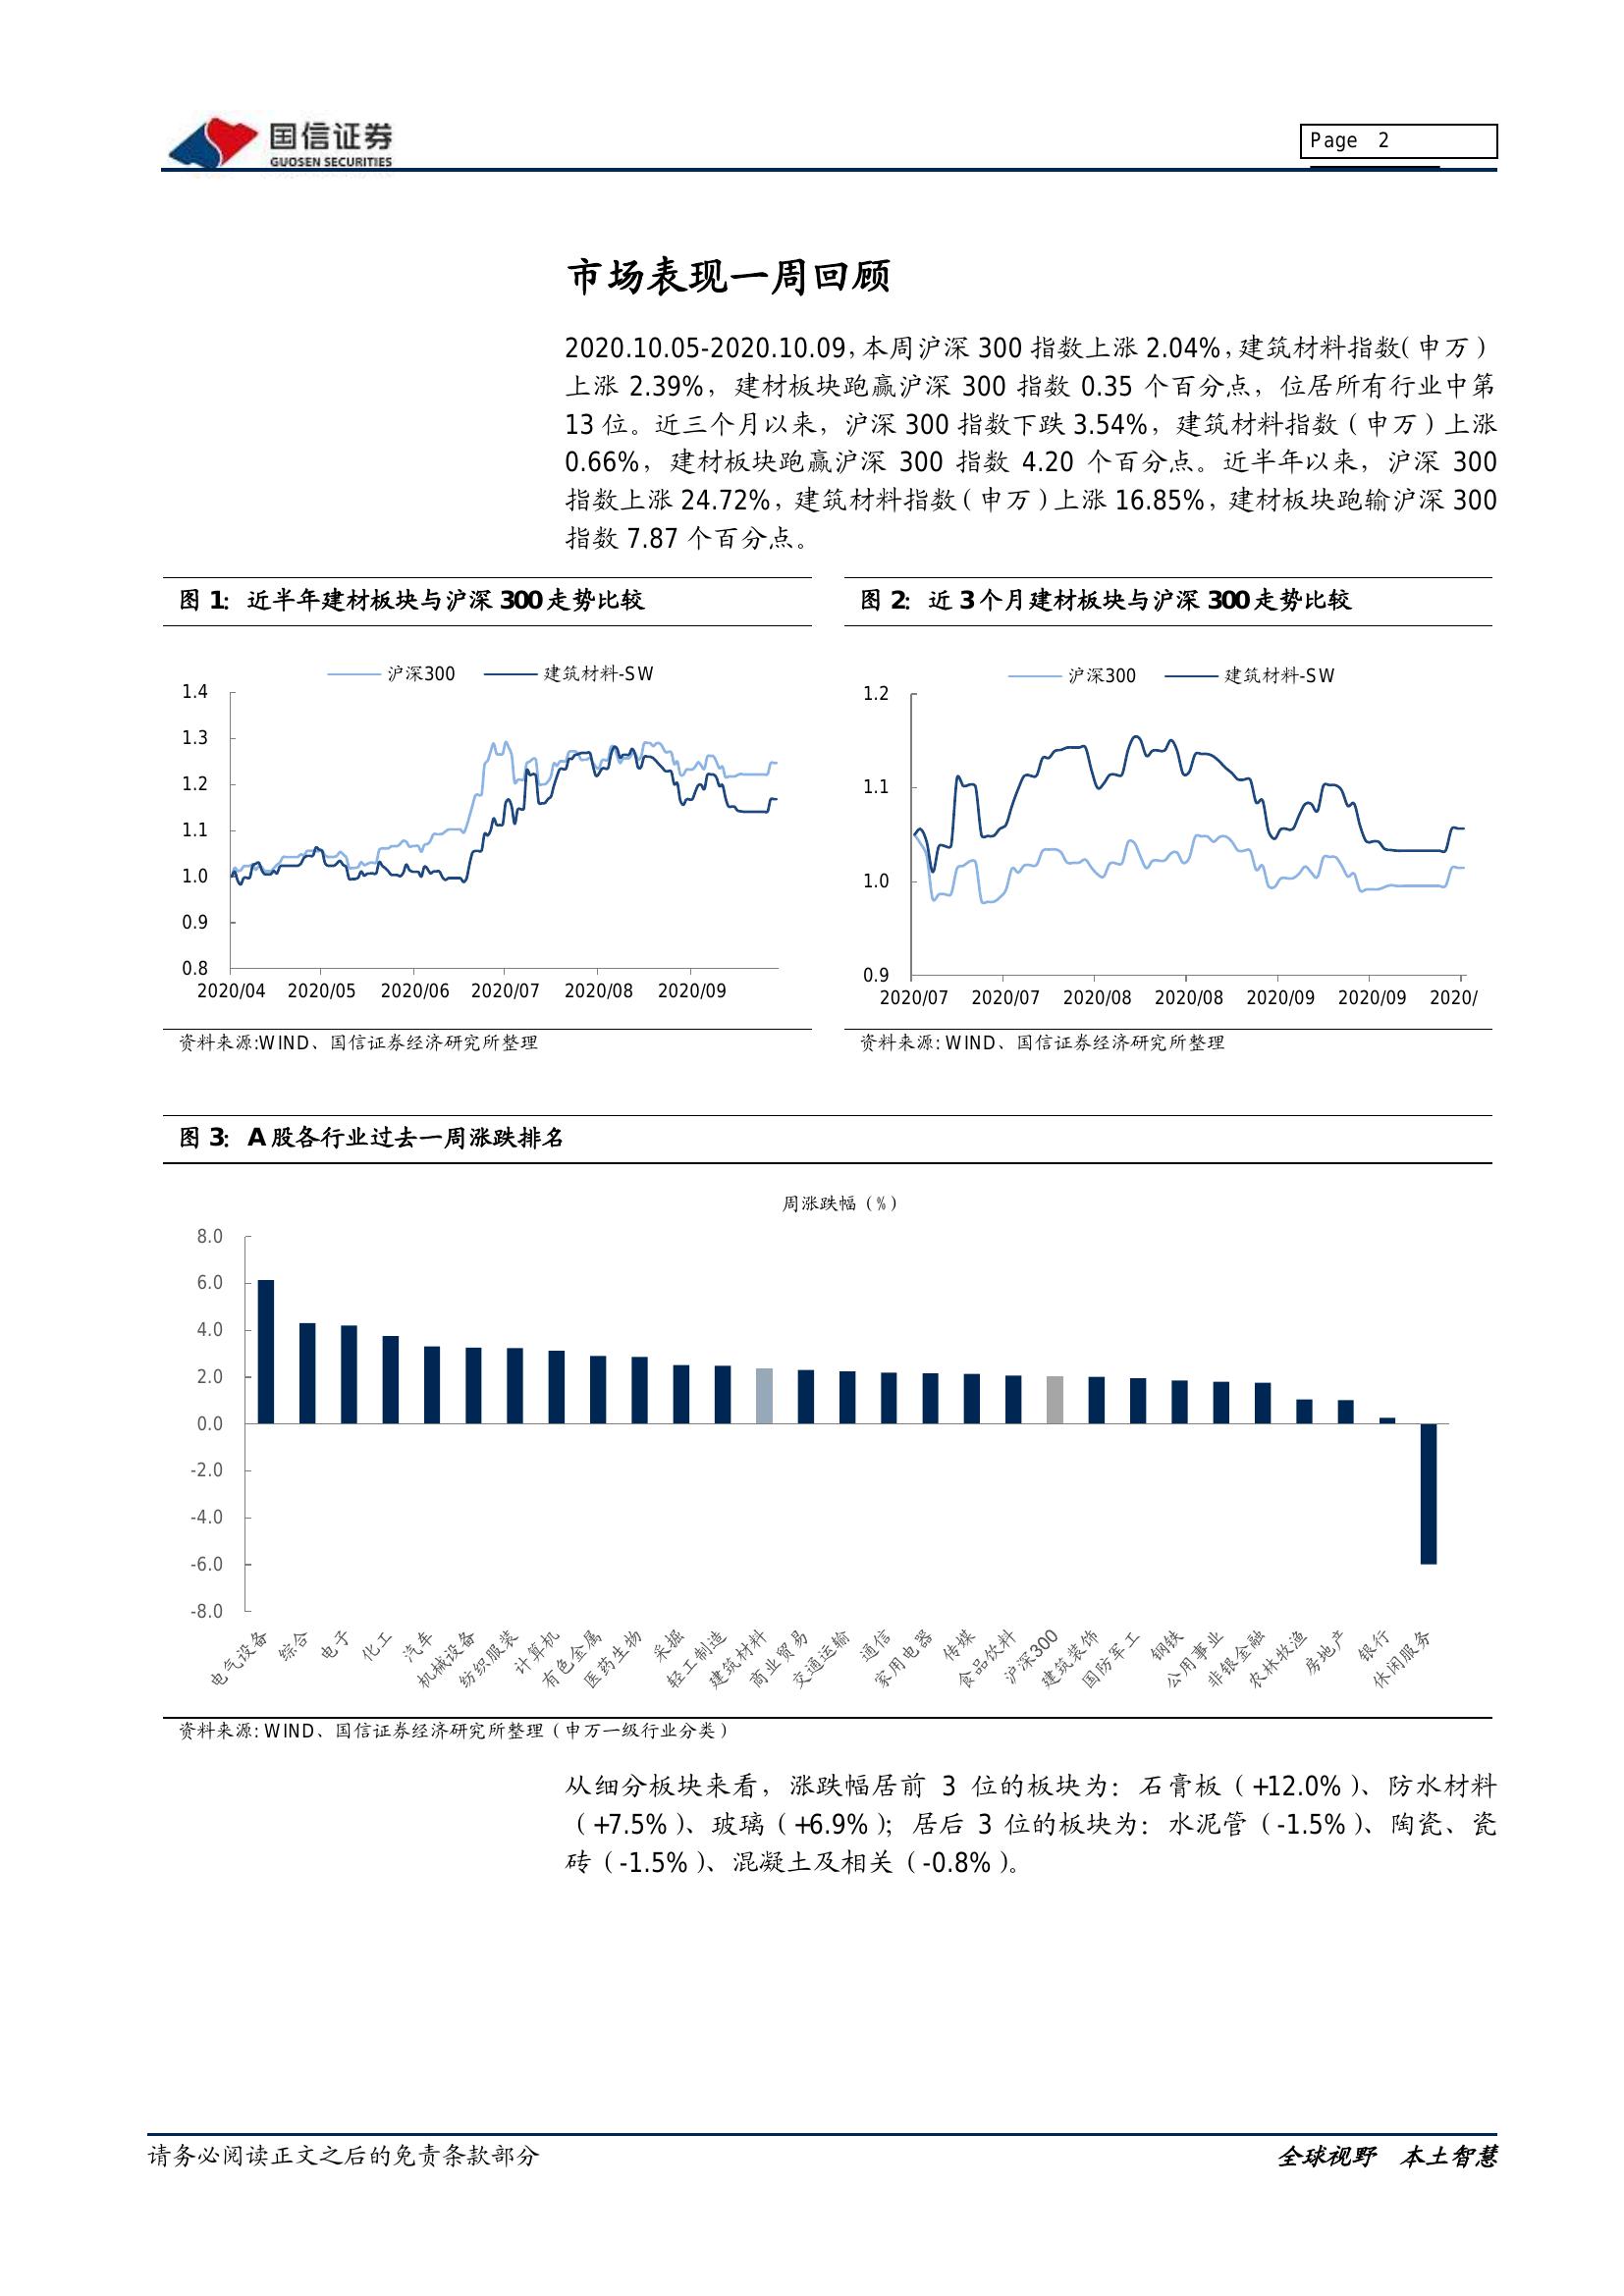 国信证券
GUOSEN SECURITIES
Page 2
市场表现一周回顾
2020.10.05-2020.10.09，本周沪深 300 指数上涨 2.04%，建筑材料指数（申万）
上涨 2.39%，建材板块跑赢沪深 300 指数 0.35 个百分点，位居所有行业中第
13 位。近三个月以来，沪深 300 指数下跌 3.54%，建筑材料指数（申万）上涨
0.66%，建材板块跑赢沪深 300 指数 4.20 个百分点。近半年以来，沪深 300
指数上涨 24.72%，建筑材料指数（申万）上涨 16.85%，建材板块跑输沪深 300
指数 7.87 个百分点。
图 1：近半年建材板块与沪深 300 走势比较
沪深300 建筑材料-SW
1.4
1.3
1.2
1.1
1.0
0.9
0.8
2020/04 2020/05 2020/06 2020/07 2020/08 2020/09
资料来源:WIND、国信证券经济研究所整理
图 2：近 3 个月建材板块与沪深 300 走势比较
沪深300 建筑材料-SW
1.2
1.1
1.0
0.9
2020/07 2020/07 2020/08 2020/08 2020/09 2020/09 2020/
资料来源: WIND、国信证券经济研究所整理
图 3：A 股各行业过去一周涨跌排名
周涨跌幅（%）
8.0
6.0
4.0
2.0
0.0
-2.0
-4.0
-6.0
-8.0
电气设备 综合 电子 化工 汽车 机械设备 纺织服装 计算机 有色金属 医药生物 采掘 轻工制造 建筑材料 商业贸易 交通运输 通信 家用电器 传媒 食品饮料 沪深300 建筑装饰 国防军工 钢铁 公用事业 非银金融 农林牧渔 房地产 银行 休闲服务
资料来源: WIND、国信证券经济研究所整理（申万一级行业分类）
从细分板块来看，涨跌幅居前 3 位的板块为：石膏板（+12.0%）、防水材料
（+7.5%）、玻璃（+6.9%）；居后 3 位的板块为：水泥管（-1.5%）、陶瓷、瓷
砖（-1.5%）、混凝土及相关（-0.8%）。
请务必阅读正文之后的免责条款部分
全球视野 本土智慧